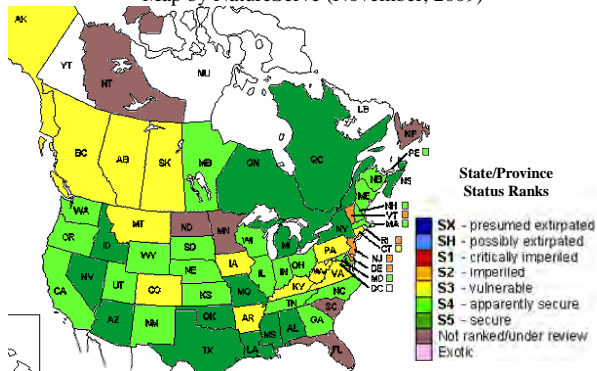 Map by NatureServe (November, 2009)
AK
YT
NT
NU
BC
AB
SK
MB
ON
QC
LB
NF
PE
NB
NS
ME
NH
VT
MA
RI
CT
NJ
DE
MD
DC
WA
OR
CA
ID
NV
MT
WY
UT
AZ
CO
NM
ND
SD
NE
KS
OK
TX
MN
IA
MO
AR
LA
WI
IL
MI
IN
OH
KY
TN
MS
AL
GA
FL
SC
NC
VA
WV
PA
NY
State/Province
Status Ranks
SX - presumed extirpated
SH - possibly extirpated
S1 - critically imperiled
S2 - imperiled
S3 - vulnerable
S4 - apparently secure
S5 - secure
Not ranked/under review
Exotic